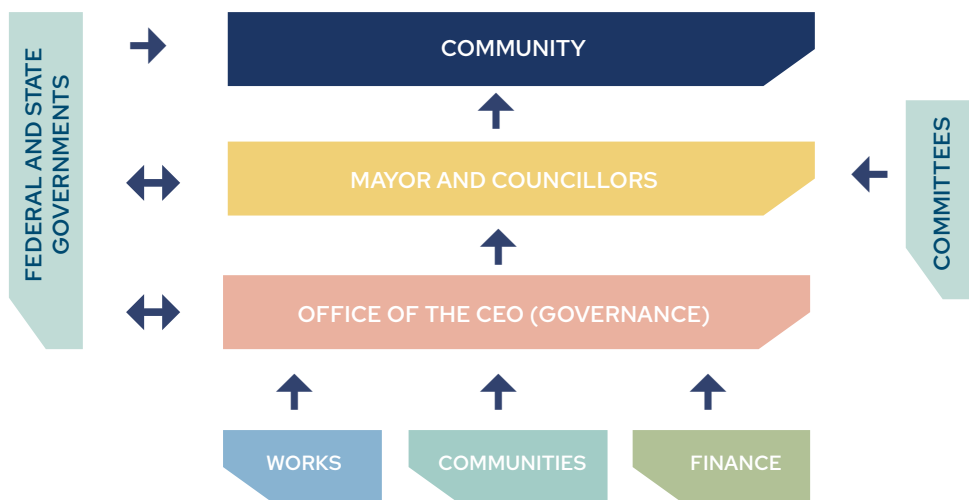 FEDERAL AND STATE
GOVERNMENTS
COMMUNITY
MAYOR AND COUNCILLORS
COMMITTEES
OFFICE OF THE CEO (GOVERNANCE)
WORKS
COMMUNITIES
FINANCE